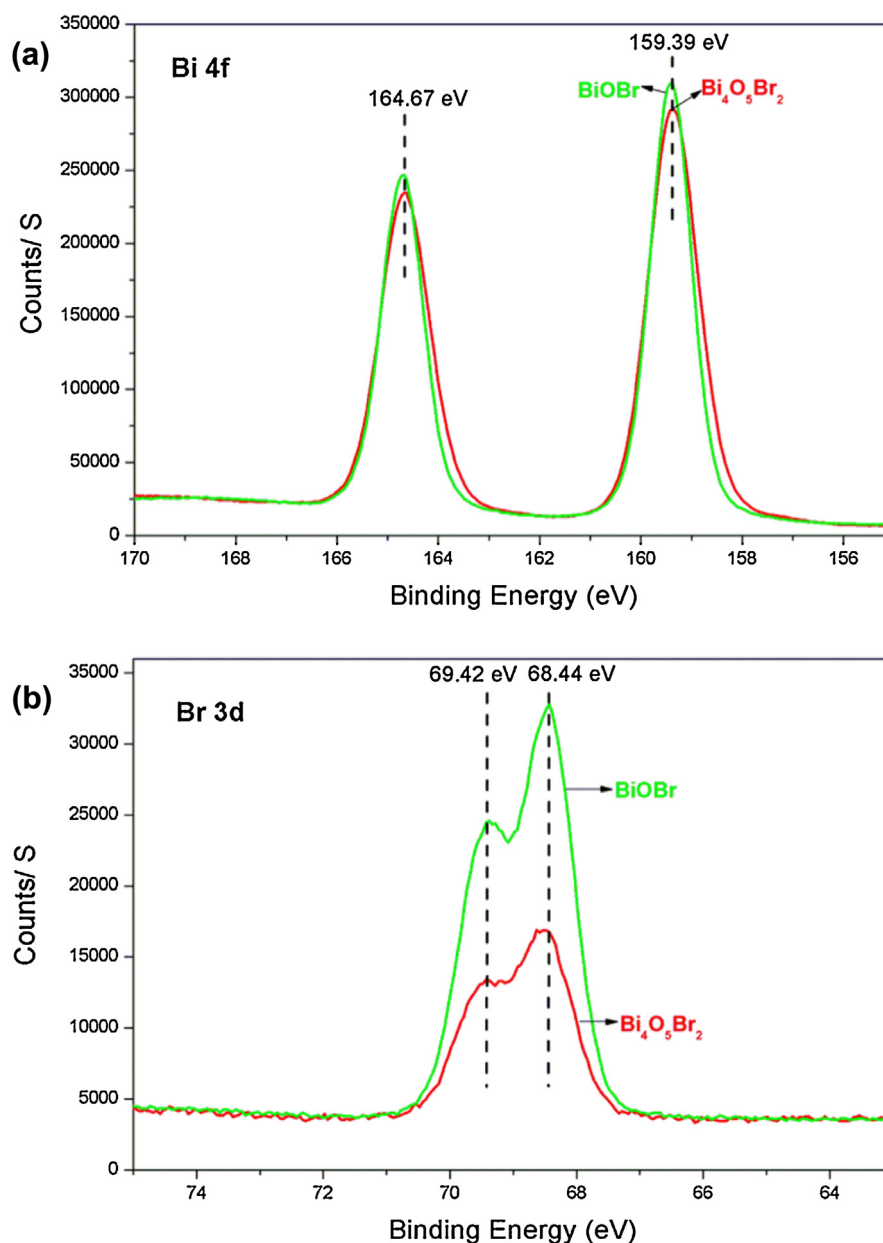 (a)
Bi 4f
164.67 eV
159.39 eV
BiOBr
Bi₄O₅Br₂
Counts/ S
350000
300000
250000
200000
150000
100000
50000
0
170 168 166 164 162 160 158 156
Binding Energy (eV)
(b)
Br 3d
69.42 eV 68.44 eV
BiOBr
Bi₄O₅Br₂
Counts/ S
35000
30000
25000
20000
15000
10000
5000
0
74 72 70 68 66 64
Binding Energy (eV)